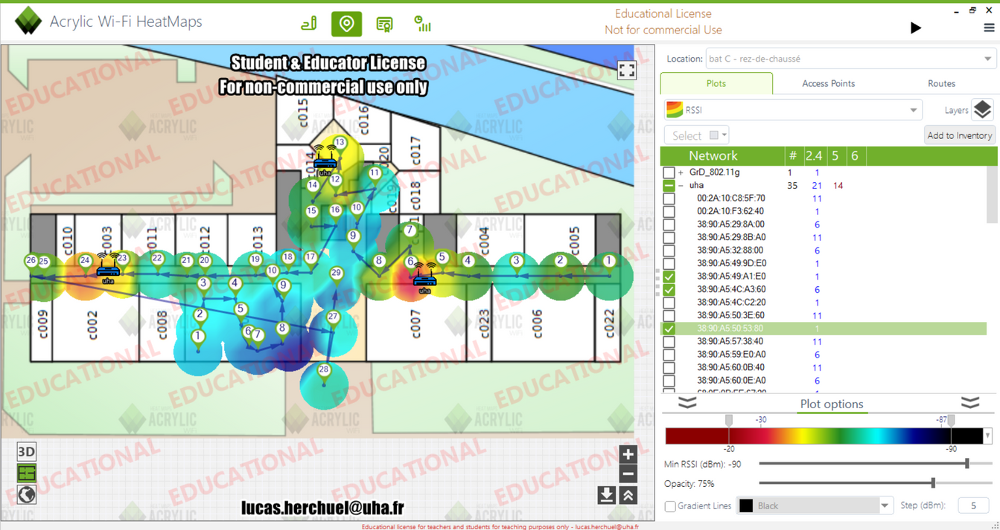 Acrylic Wi-Fi HeatMaps
Educational License
Not for commercial Use
Student & Educator License
For non-commercial use only
EDUCATIONAL
ACRYLIC
c015
c016
c017
c018
c010
c003
c011
c012
c013
c004
c005
c009
c002
c008
c007
c023
c006
c022
uha
uha
uha
13
14
12
11
15
16
10
9
7
26 25 24 23 22 21 20 19 18 17
10
29
8
6
5
4
3
2
1
3
4
9
2
5
1
6
7
8
27
28
3D
lucas.herchuel@uha.fr
Location: bat C - rez-de-chaussé
Plots Access Points Routes
RSSI Layers
Select Add to Inventory
Network # 2.4 5 6
+ GrD_802.11g 1 1
− uha 35 21 14
00:2A:10:C8:5F:70 11
00:2A:10:F3:62:40 1
38:90:A5:29:8A:00 6
38:90:A5:29:8B:A0 11
38:90:A5:32:88:00 6
38:90:A5:49:9D:E0 1
38:90:A5:49:A1:E0 1
38:90:A5:4C:A3:60 6
38:90:A5:4C:C2:20 1
38:90:A5:50:3E:60 11
38:90:A5:50:53:80 1
38:90:A5:57:38:40 11
38:90:A5:59:E0:A0 6
38:90:A5:60:0B:40 11
38:90:A5:60:0E:A0 6
Plot options
-30 -87
-20 -90
Min RSSI (dBm): -90
Opacity: 75%
Gradient Lines Black Step (dBm): 5
Educational license for teachers and students for teaching purposes only - lucas.herchuel@uha.fr